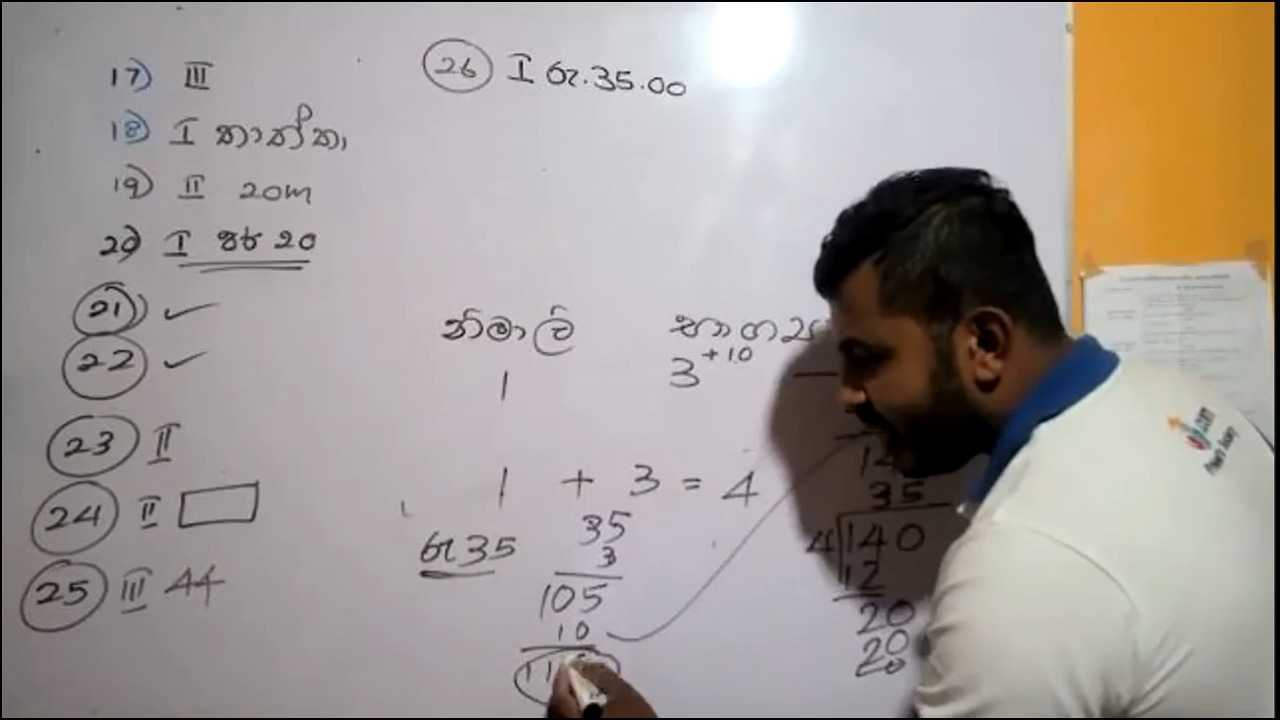 17) III
18) I තාත්තා
19) II 20m
20) I පැය 20
21)
22)
23 II
24 II
25 III 44
26 I රු.35.00
නිමාල්
1
3 +10
1 + 3 = 4
රු 35
35
3
105
10
35
4 140
12
20
20